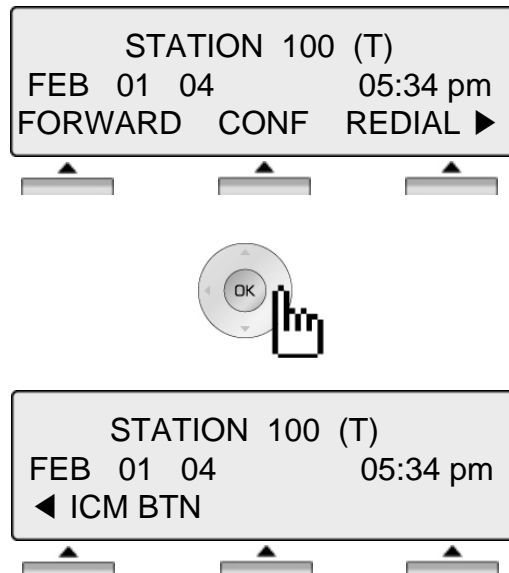 STATION 100 (T)
FEB 01 04 05:34 pm
FORWARD CONF REDIAL ▶
OK
STATION 100 (T)
FEB 01 04 05:34 pm
◀ ICM BTN